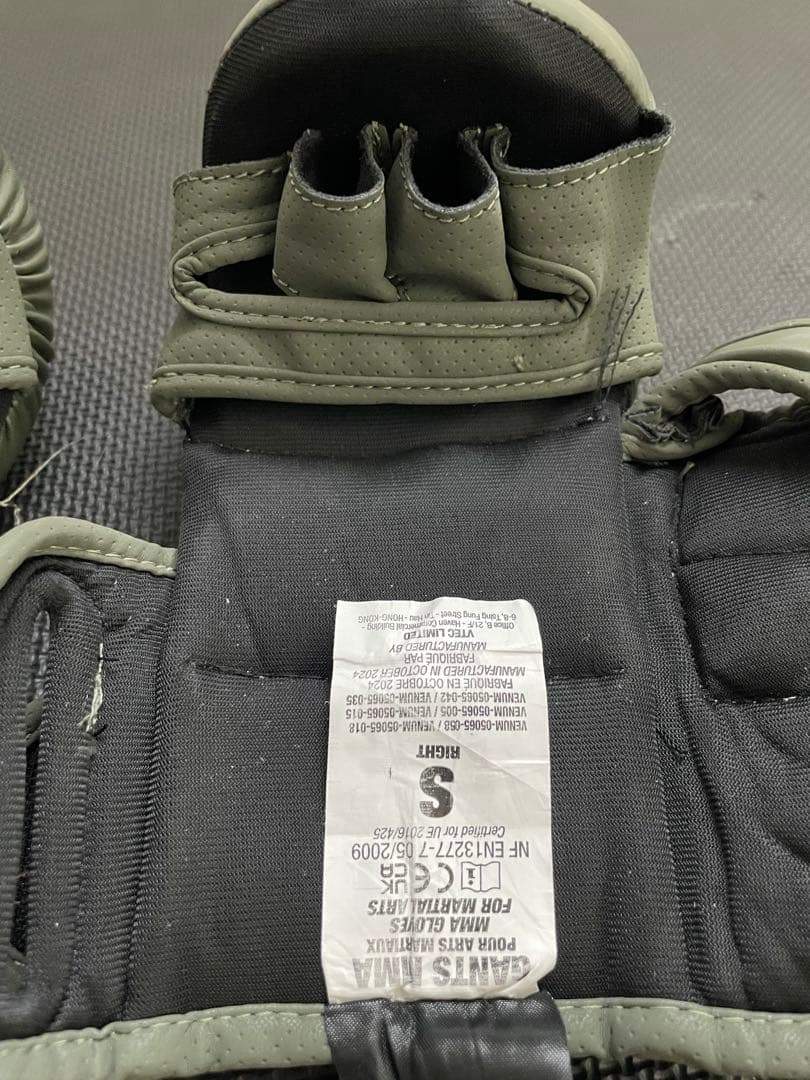 GANTS MMA
POUR ARTS MARTIAUX
MMA GLOVES
FOR MARTIAL ARTS
i CE UK CA
NF EN13277-7 05/2009
Certified for UE 2016/425
S
RIGHT
VENUM-05065-098 / VENUM-05065-018
VENUM-05065-005 / VENUM-05065-015
VENUM-05065-042 / VENUM-05065-035
FABRIQUE EN OCTOBRE 2024
MANUFACTURED IN OCTOBER 2024
FABRIQUE PAR
MANUFACTURED BY
VTEC LIMITED
Office B, 21/F - Haven Commercial Building -
6-8, Tsing Fung Street - Tin Hau - HONG-KONG